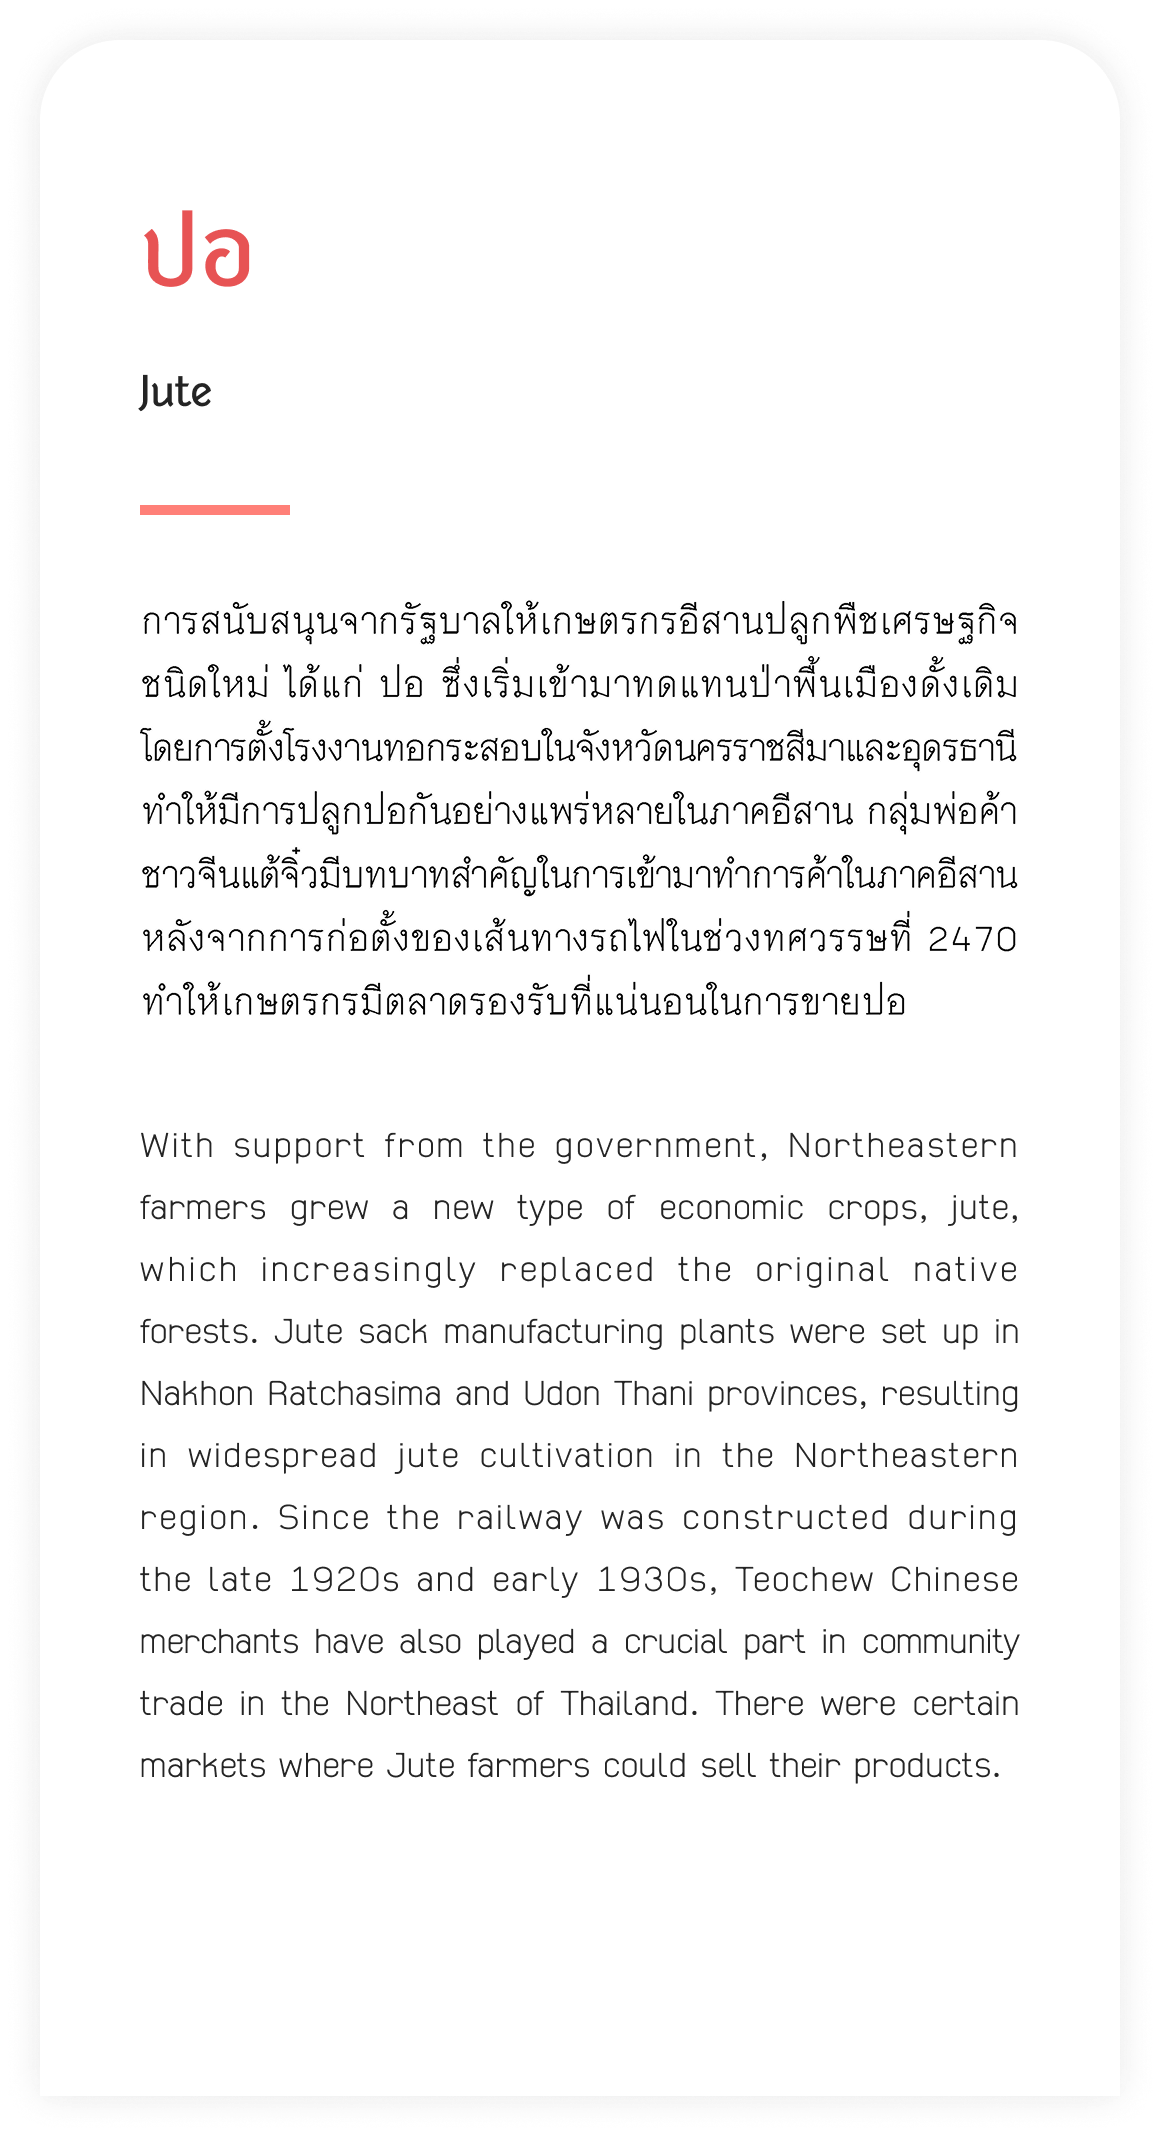 ปอ
Jute
การสนับสนุนจากรัฐบาลให้เกษตรกรอีสานปลูกพืชเศรษฐกิจ
ชนิดใหม่ ได้แก่ ปอ ซึ่งเริ่มเข้ามาทดแทนป่าพื้นเมืองดั้งเดิม
โดยการตั้งโรงงานทอกระสอบในจังหวัดนครราชสีมาและอุดรธานี
ทำให้มีการปลูกปอกันอย่างแพร่หลายในภาคอีสาน กลุ่มพ่อค้า
ชาวจีนแต้จิ๋วมีบทบาทสำคัญในการเข้ามาทำการค้าในภาคอีสาน
หลังจากการก่อตั้งของเส้นทางรถไฟในช่วงทศวรรษที่ 2470
ทำให้เกษตรกรมีตลาดรองรับที่แน่นอนในการขายปอ
With support from the government, Northeastern
farmers grew a new type of economic crops, jute,
which increasingly replaced the original native
forests. Jute sack manufacturing plants were set up in
Nakhon Ratchasima and Udon Thani provinces, resulting
in widespread jute cultivation in the Northeastern
region. Since the railway was constructed during
the late 1920s and early 1930s, Teochew Chinese
merchants have also played a crucial part in community
trade in the Northeast of Thailand. There were certain
markets where Jute farmers could sell their products.